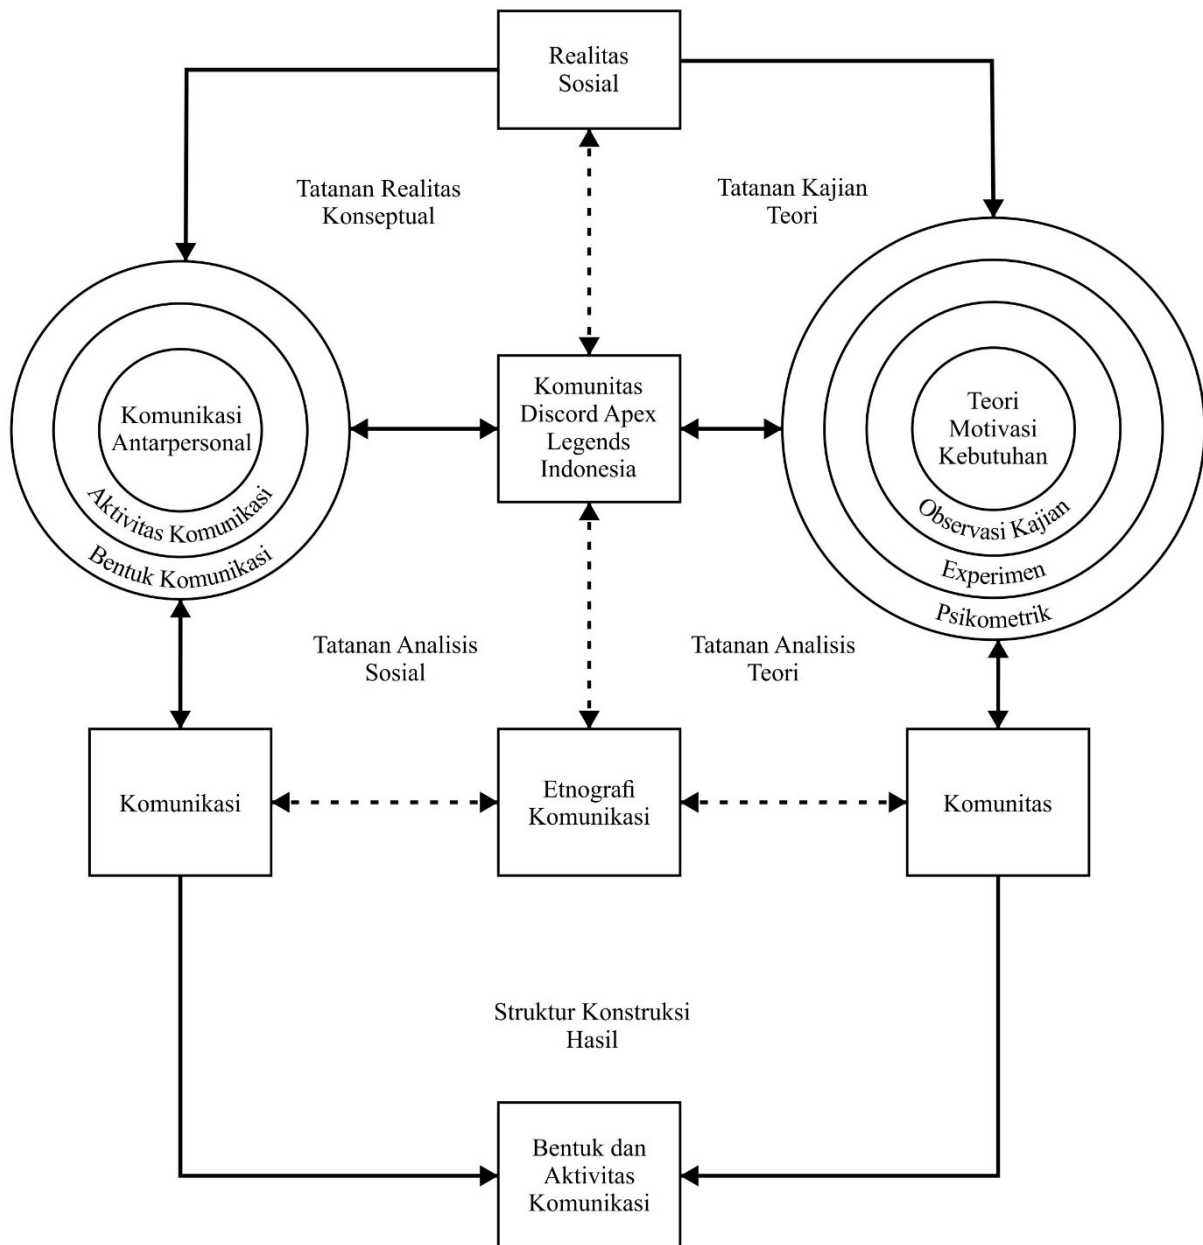 Realitas
Sosial
Tatanan Realitas
Konseptual
Tatanan Kajian
Teori
Komunikasi
Antarpersonal
Aktivitas Komunikasi
Bentuk Komunikasi
Komunitas
Discord Apex
Legends
Indonesia
Teori
Motivasi
Kebutuhan
Observasi Kajian
Experimen
Psikometrik
Tatanan Analisis
Sosial
Tatanan Analisis
Teori
Komunikasi
Etnografi
Komunikasi
Komunitas
Struktur Konstruksi
Hasil
Bentuk dan
Aktivitas
Komunikasi